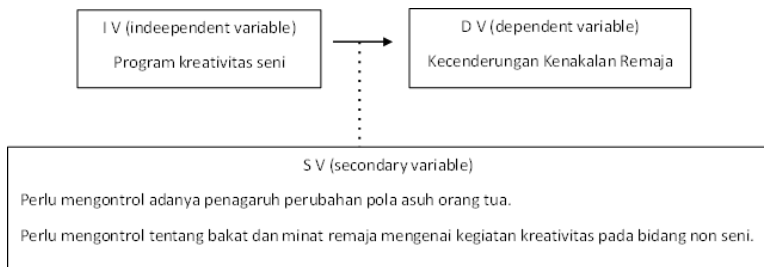 I V (indeependent variable)
Program kreativitas seni
D V (dependent variable)
Kecenderungan Kenakalan Remaja
S V (secondary variable)
Perlu mengontrol adanya penagaruh perubahan pola asuh orang tua.
Perlu mengontrol tentang bakat dan minat remaja mengenai kegiatan kreativitas pada bidang non seni.